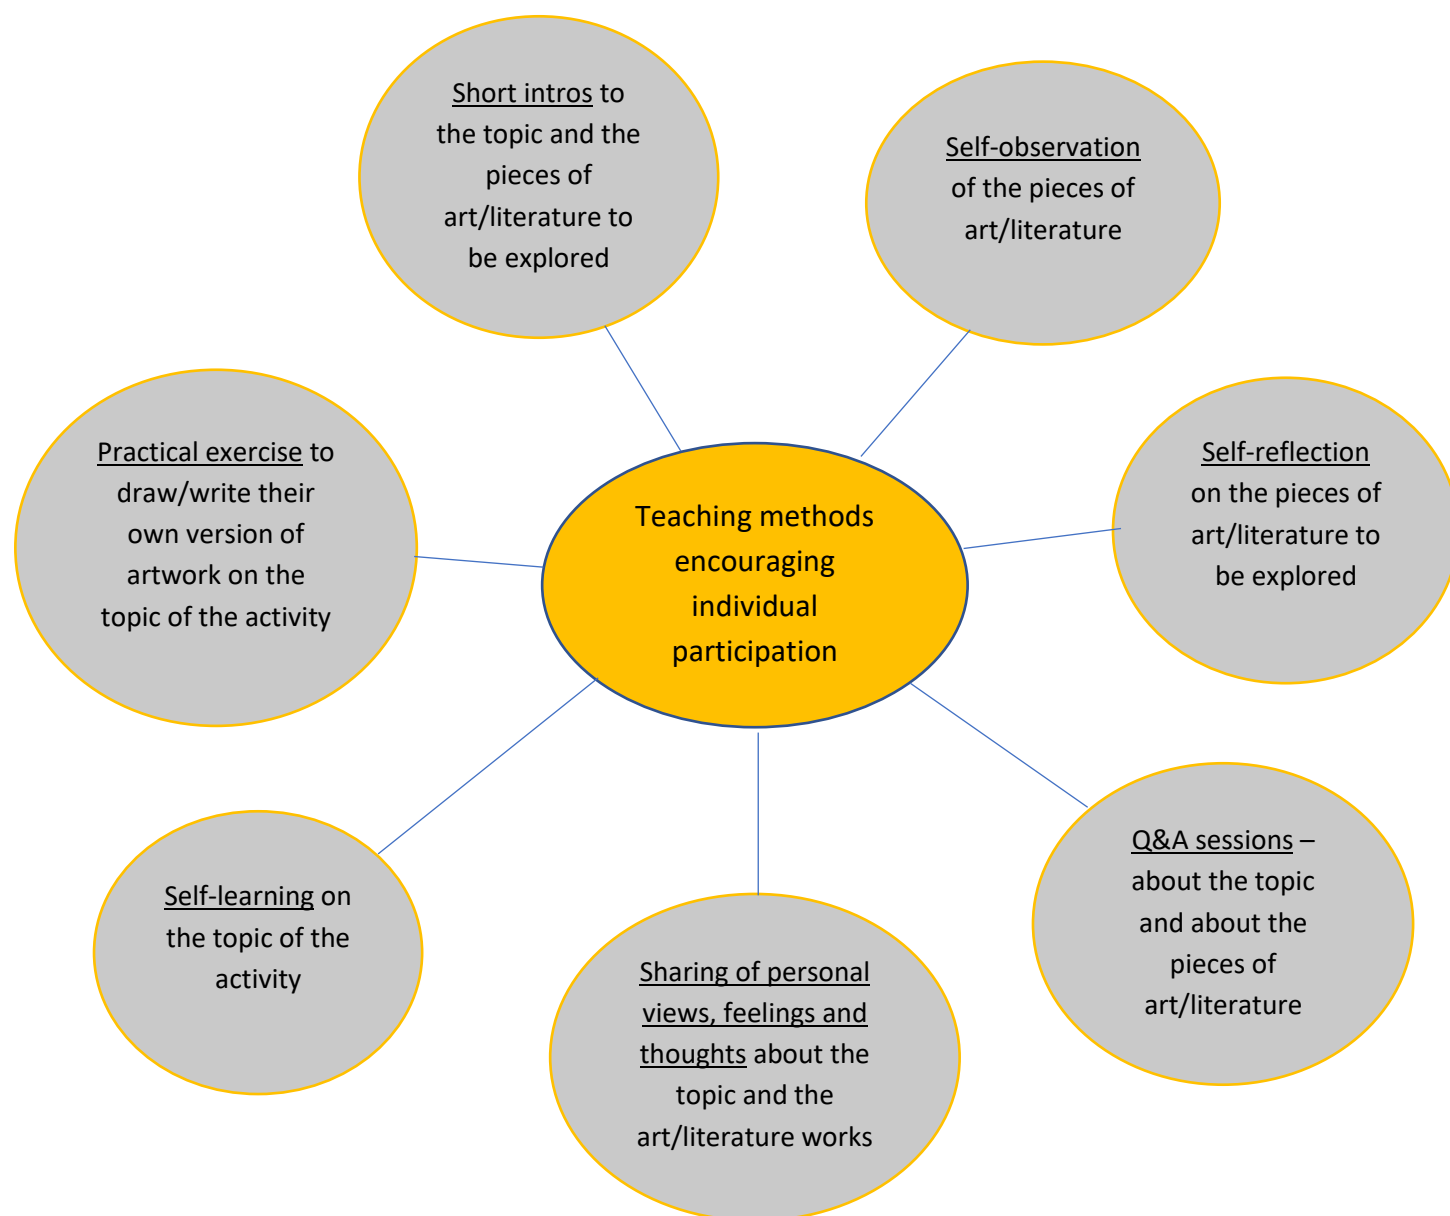 Short intros to
the topic and the
pieces of
art/literature to
be explored
Self-observation
of the pieces of
art/literature
Self-reflection
on the pieces of
art/literature to
be explored
Q&A sessions –
about the topic
and about the
pieces of
art/literature
Sharing of personal
views, feelings and
thoughts about the
topic and the
art/literature works
Self-learning on
the topic of the
activity
Practical exercise to
draw/write their
own version of
artwork on the
topic of the activity
Teaching methods
encouraging
individual
participation